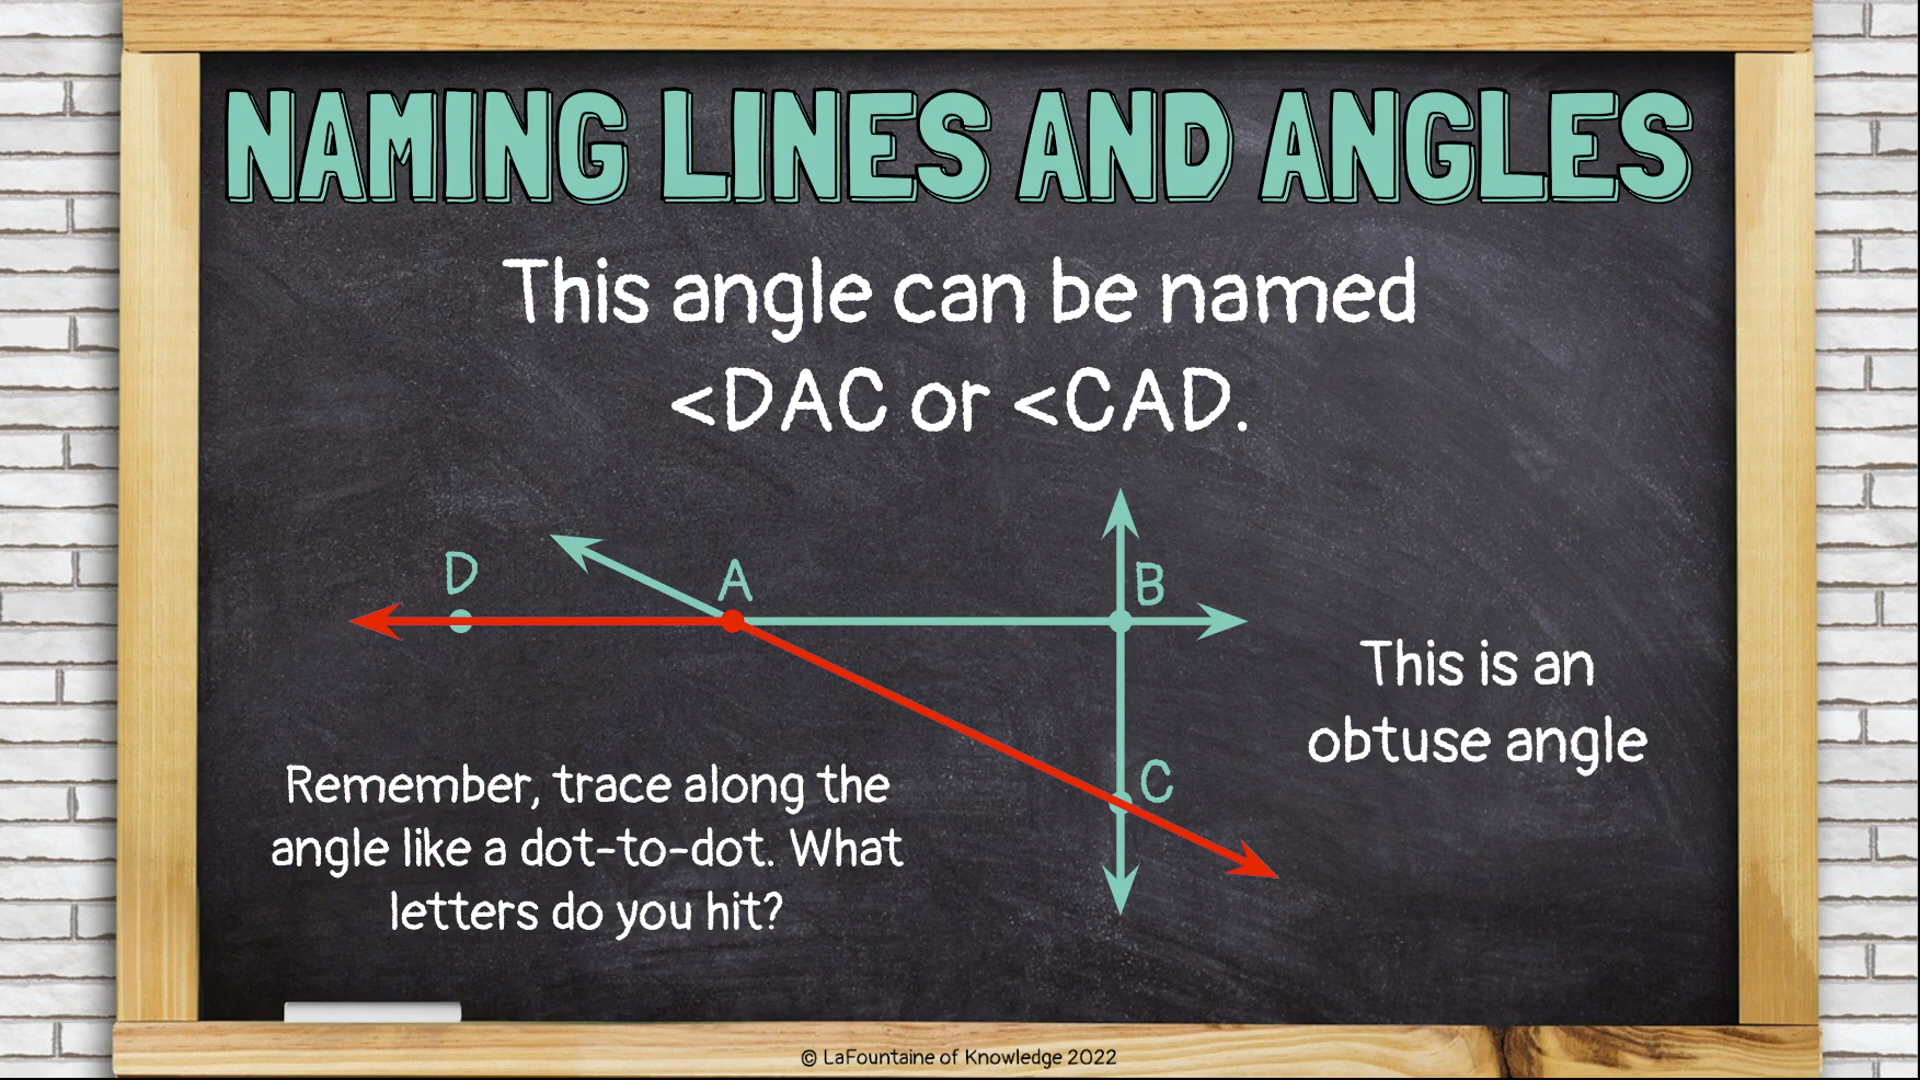 NAMING LINES AND ANGLES
This angle can be named
<DAC or <CAD.
D
A
B
C
This is an
obtuse angle
Remember, trace along the
angle like a dot-to-dot. What
letters do you hit?
© LaFountaine of Knowledge 2022